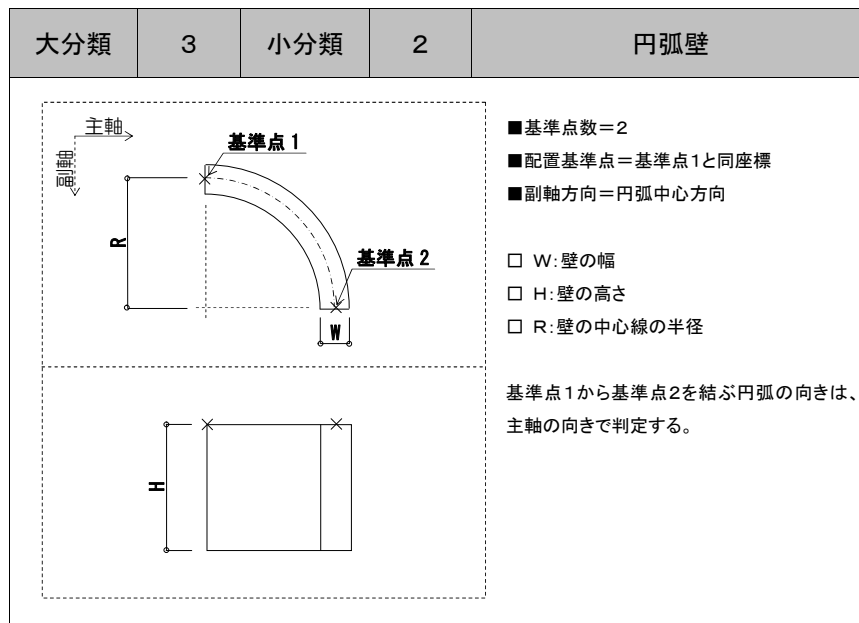 大分類 3 小分類 2 円弧壁
主軸
副軸
基準点1
R
基準点2
W
H
■基準点数=2
■配置基準点=基準点1と同座標
■副軸方向=円弧中心方向
□ W:壁の幅
□ H:壁の高さ
□ R:壁の中心線の半径
基準点1から基準点2を結ぶ円弧の向きは、
主軸の向きで判定する。